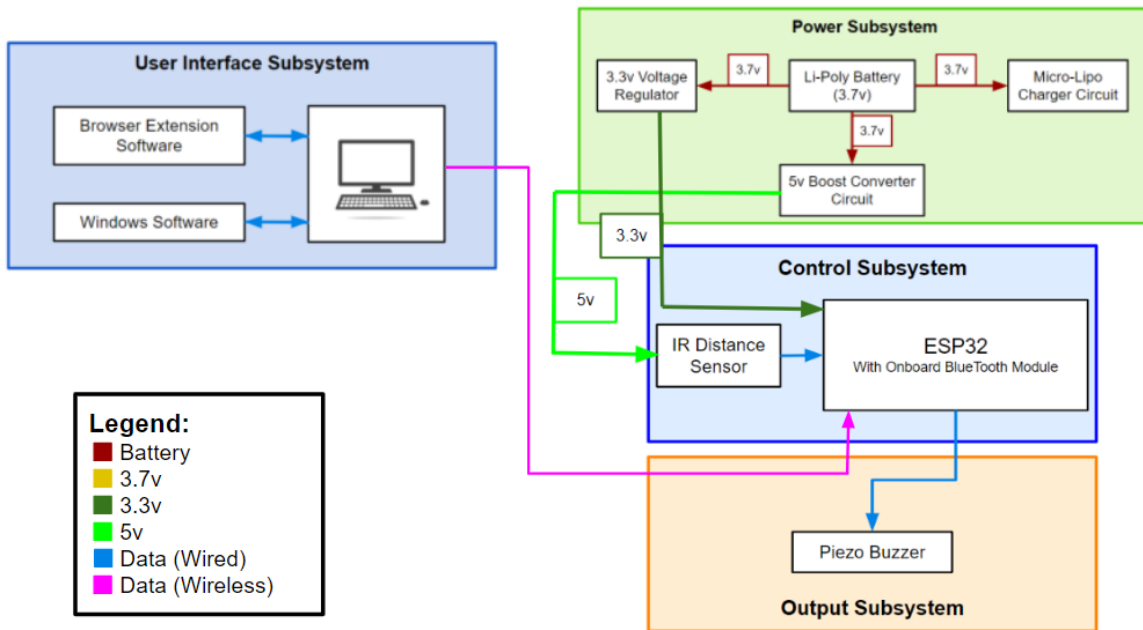 User Interface Subsystem
Browser Extension
Software
Windows Software
Power Subsystem
3.3v Voltage
Regulator
3.7v
Li-Poly Battery
(3.7v)
3.7v
Micro-Lipo
Charger Circuit
3.7v
5v Boost Converter
Circuit
3.3v
5v
Control Subsystem
IR Distance
Sensor
ESP32
With Onboard BlueTooth Module
Piezo Buzzer
Output Subsystem
Legend:
Battery
3.7v
3.3v
5v
Data (Wired)
Data (Wireless)